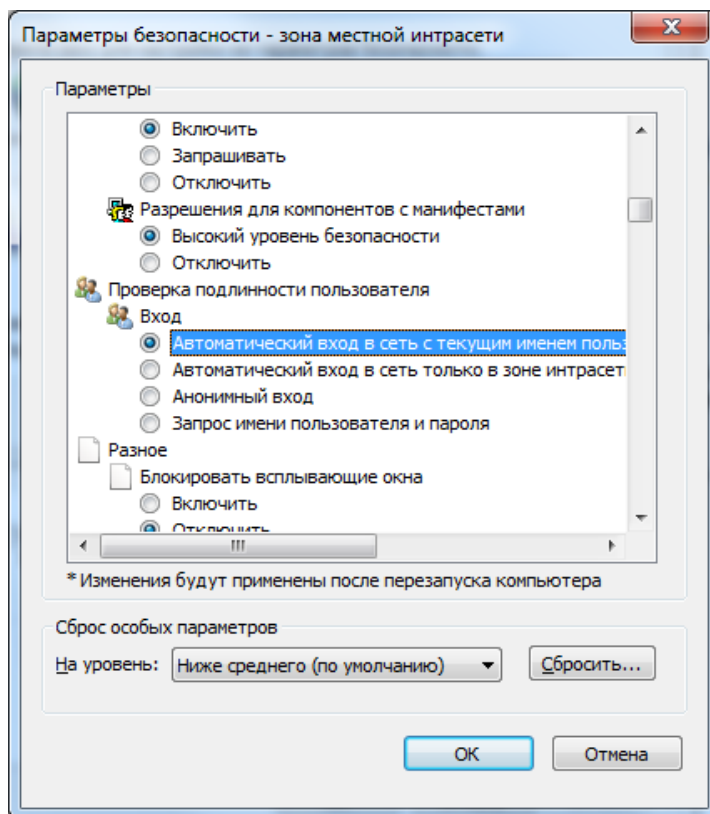 Параметры безопасности - зона местной интрасети
Параметры
Включить
Запрашивать
Отключить
Разрешения для компонентов с манифестами
Высокий уровень безопасности
Отключить
Проверка подлинности пользователя
Вход
Автоматический вход в сеть с текущим именем польз
Автоматический вход в сеть только в зоне интрасет
Анонимный вход
Запрос имени пользователя и пароля
Разное
Блокировать всплывающие окна
Включить
Отключить
* Изменения будут применены после перезапуска компьютера
Сброс особых параметров
На уровень: Ниже среднего (по умолчанию) Сбросить...
ОК Отмена